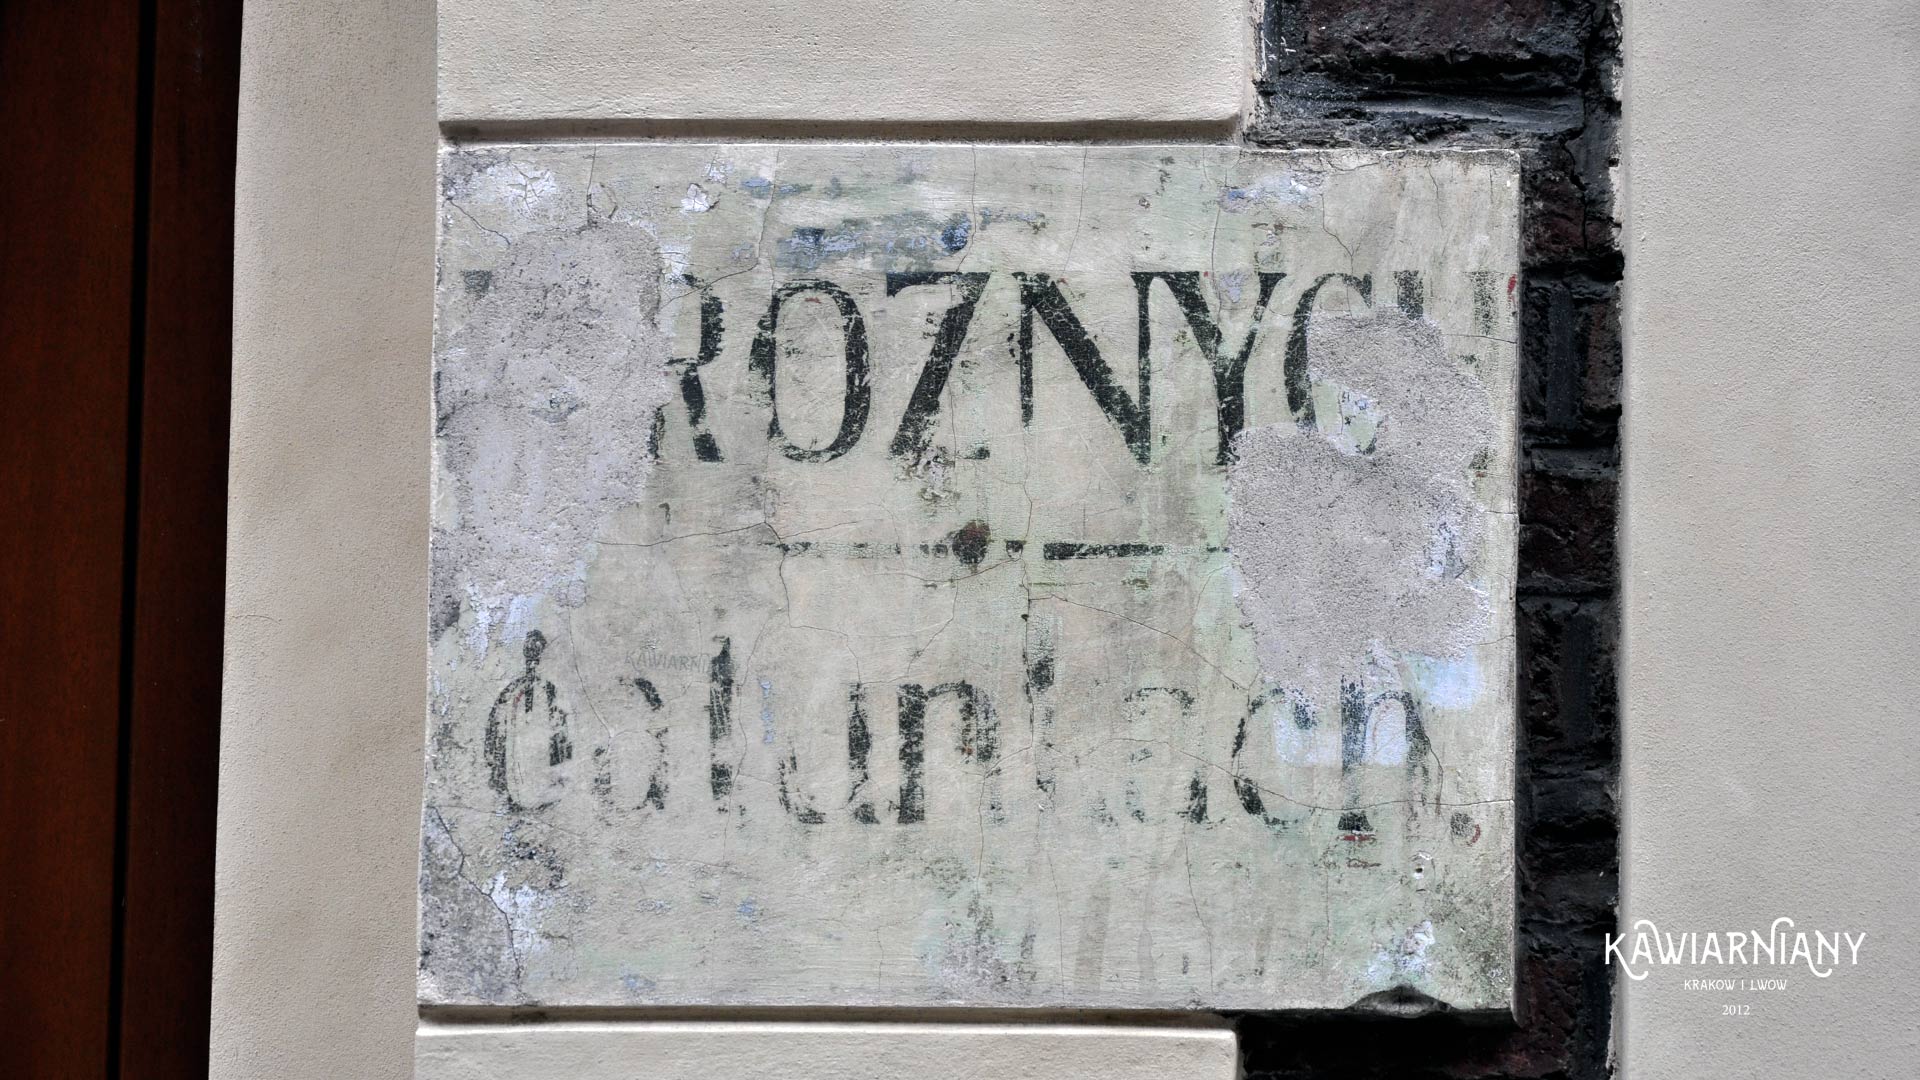 ROZNYCH
gatunkach.
KAWIARNIANY
KRAKOW I LWOW
2012